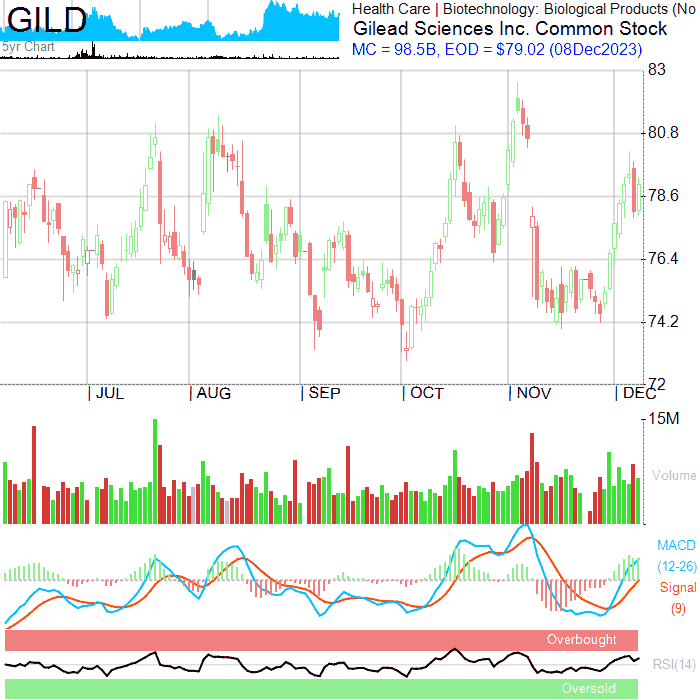 GILD
5yr Chart
Health Care | Biotechnology: Biological Products (No
Gilead Sciences Inc. Common Stock
MC = 98.5B, EOD = $79.02 (08Dec2023)
83
80.8
78.6
76.4
74.2
72
JUL
AUG
SEP
OCT
NOV
DEC
15M
Volume
MACD
(12-26)
Signal
(9)
Overbought
RSI(14)
Oversold